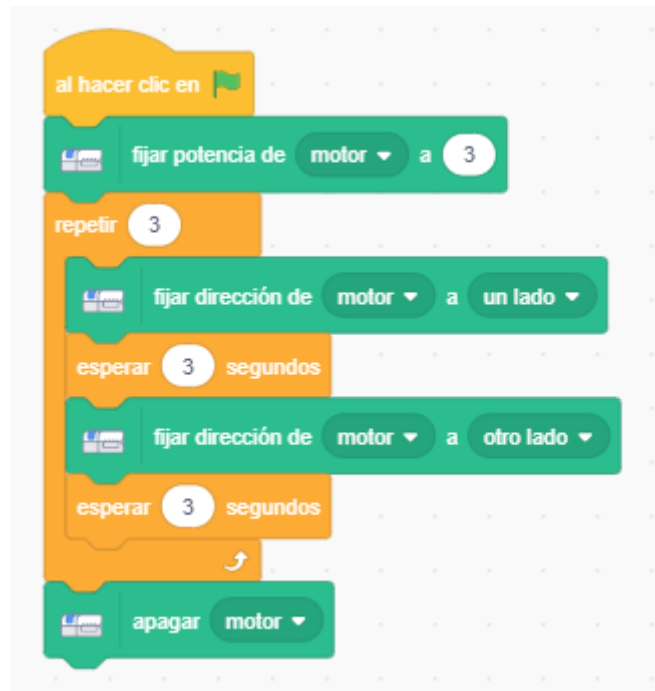 al hacer clic en
fijar potencia de motor a 3
repetir 3
fijar dirección de motor a un lado
esperar 3 segundos
fijar dirección de motor a otro lado
esperar 3 segundos
apagar motor